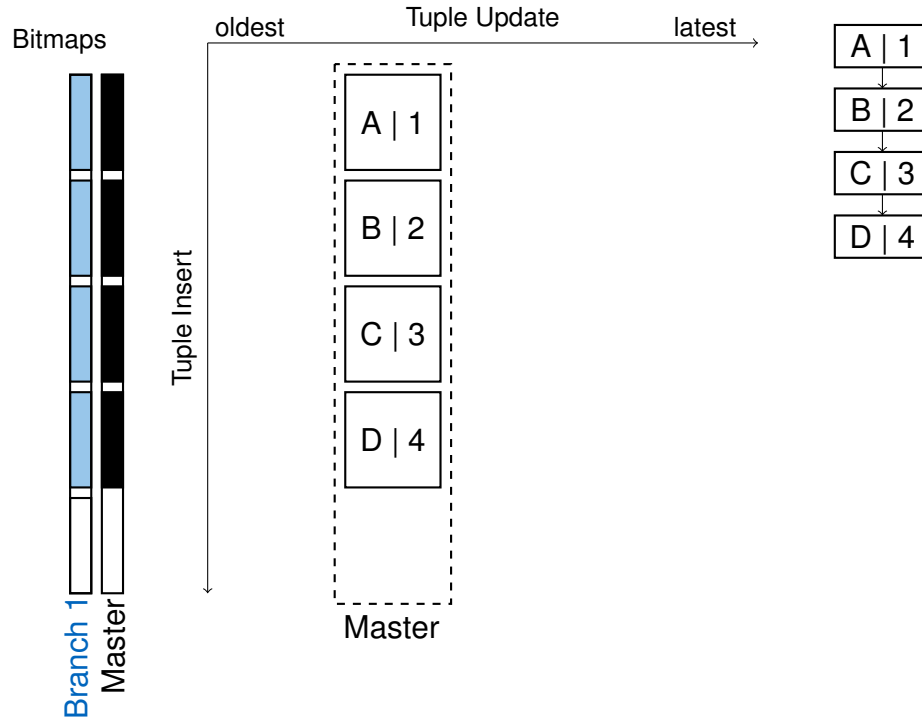 Tuple Update
oldest
latest
Bitmaps
A | 1
B | 2
C | 3
D | 4
A | 1
B | 2
C | 3
D | 4
Tuple Insert
Master
Branch 1
Master